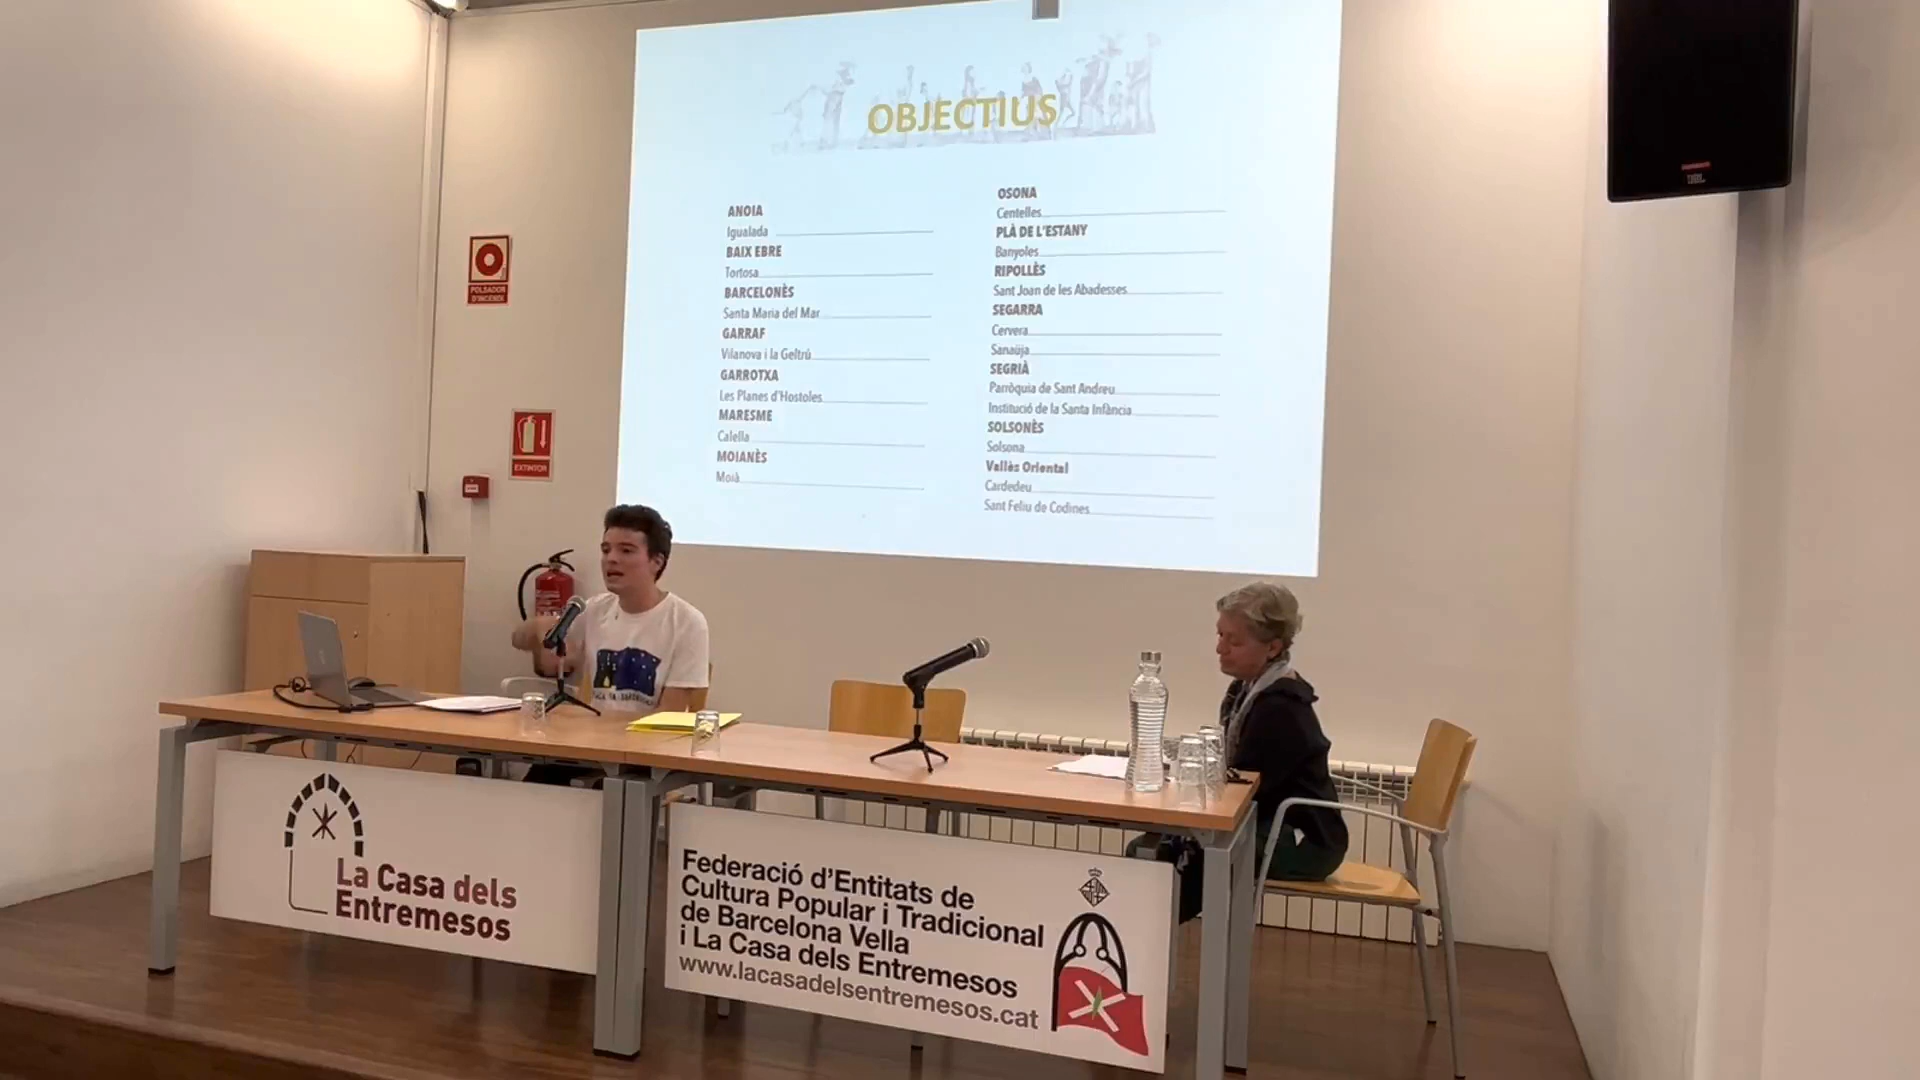 OBJECTIUS
ANOIA
Igualada
BAIX EBRE
Tortosa
BARCELONÈS
Santa Maria del Mar
GARRAF
Vilanova i la Geltrú
GARROTXA
Les Planes d'Hostoles
MARESME
Calella
MOIANÈS
Moià
OSONA
Centelles
PLÀ DE L'ESTANY
Banyoles
RIPOLLÈS
Sant Joan de les Abadesses
SEGARRA
Cervera
Sanaüja
SEGRIÀ
Parròquia de Sant Andreu
Institució de la Santa Infància
SOLSONÈS
Solsona
Vallès Oriental
Cardedeu
Sant Feliu de Codines
POLSADOR
D'INCENDI
EXTINTOR
La Casa dels
Entremesos
Federació d'Entitats de
Cultura Popular i Tradicional
de Barcelona Vella
i La Casa dels Entremesos
www.lacasadelsentremesos.cat